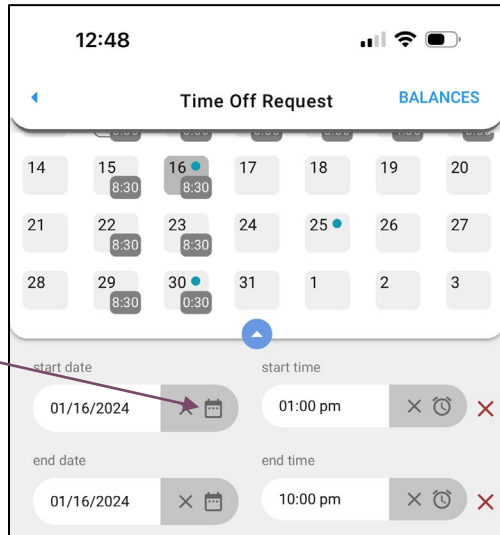 12:48
Time Off Request
BALANCES
14 15 16 17 18 19 20
8:30 8:30
21 22 23 24 25 26 27
8:30 8:30
28 29 30 31 1 2 3
8:30 0:30
start date start time
01/16/2024 01:00 pm
end date end time
01/16/2024 10:00 pm